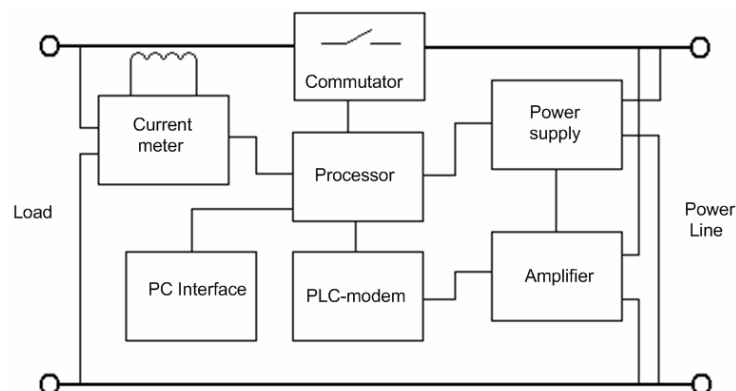 Commutator
Current
meter
Power
supply
Processor
Load
Power
Line
PC Interface
PLC-modem
Amplifier